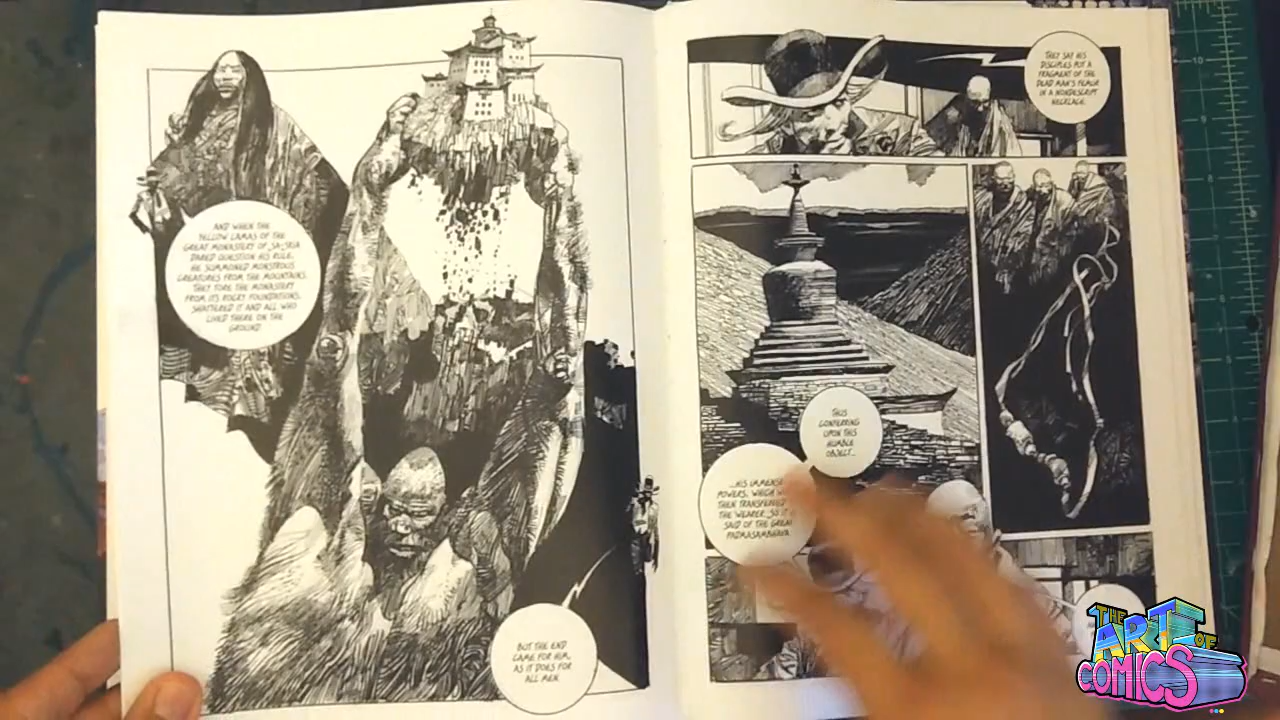 AND WHEN THE
YELLOW LAMAS OF THE
GREAT MONASTERY OF SA-SKIA
DARED QUESTION HIS RULE,
HE SUMMONED MONSTROUS
CREATURES FROM THE MOUNTAINS.
THEY TORE THE MONASTERY
FROM ITS ROCKY FOUNDATIONS,
SHATTERED IT AND ALL WHO
LIVED THERE ON THE
GROUND.
BUT THE END
CAME FOR HIM,
AS IT DOES FOR
ALL MEN.
THEY SAY HIS
DISCIPLES PUT A
FRAGMENT OF THE
DEAD MAN'S FEMUR
IN A NONDESCRIPT
NECKLACE.
THUS
CONFERRING
UPON THIS
HUMBLE
OBJECT...
...HIS IMMENSE
POWERS, WHICH
THEN TRANSFERRED
THE WEARER. SO IT
SAID OF THE GREAT
PADMASAMBHAVA
THE
ART OF
COMICS
10